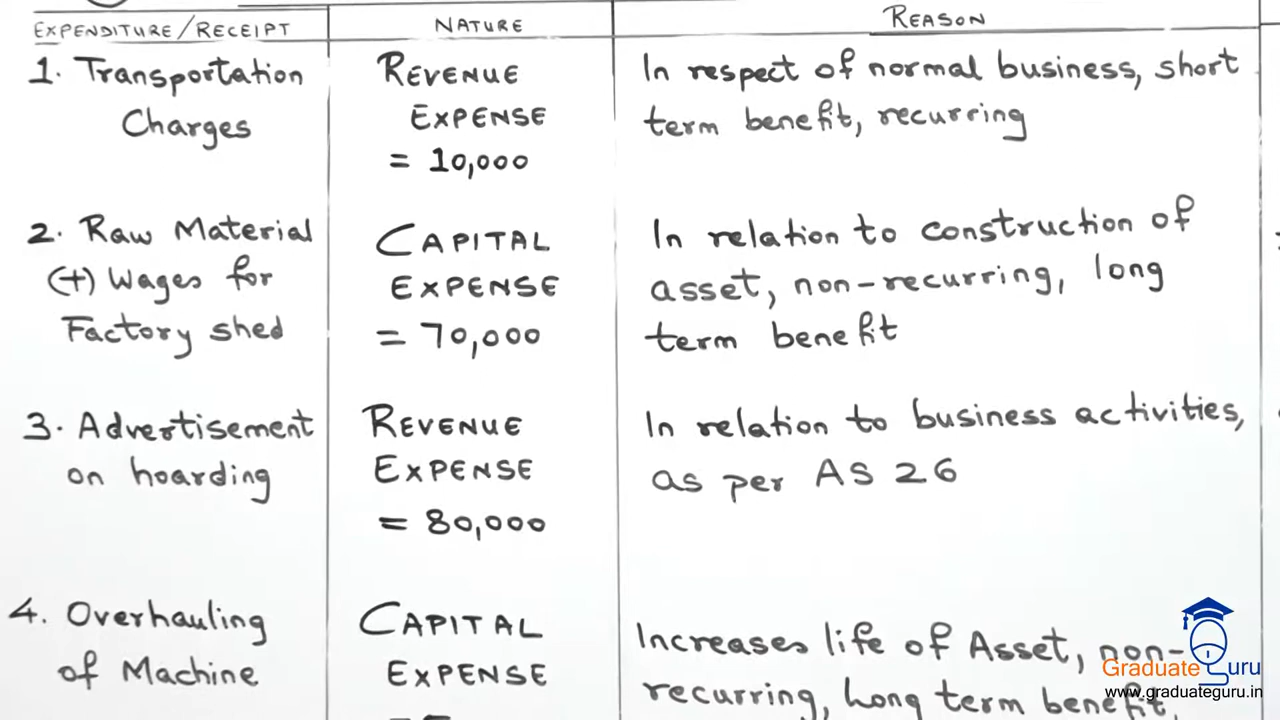 EXPENDITURE/RECEIPT
NATURE
REASON
1. Transportation
Charges
REVENUE
EXPENSE
= 10,000
In respect of normal business, short
term benefit, recurring
2. Raw Material
(+) Wages for
Factory shed
CAPITAL
EXPENSE
= 70,000
In relation to construction of
asset, non-recurring, long
term benefit
3. Advertisement
on hoarding
REVENUE
EXPENSE
= 80,000
In relation to business activities,
as per AS 26
4. Overhauling
of Machine
CAPITAL
EXPENSE
Increases life of Asset, non-
recurring, long term benefit,
Graduate Guru
www.graduateguru.in